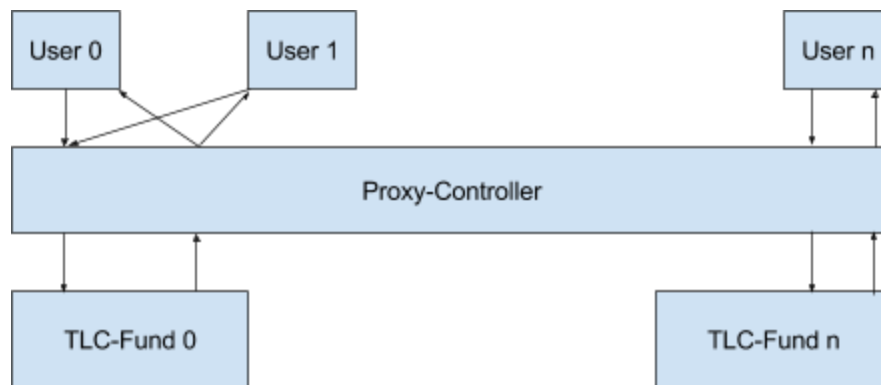 User 0
User 1
User n
Proxy-Controller
TLC-Fund 0
TLC-Fund n